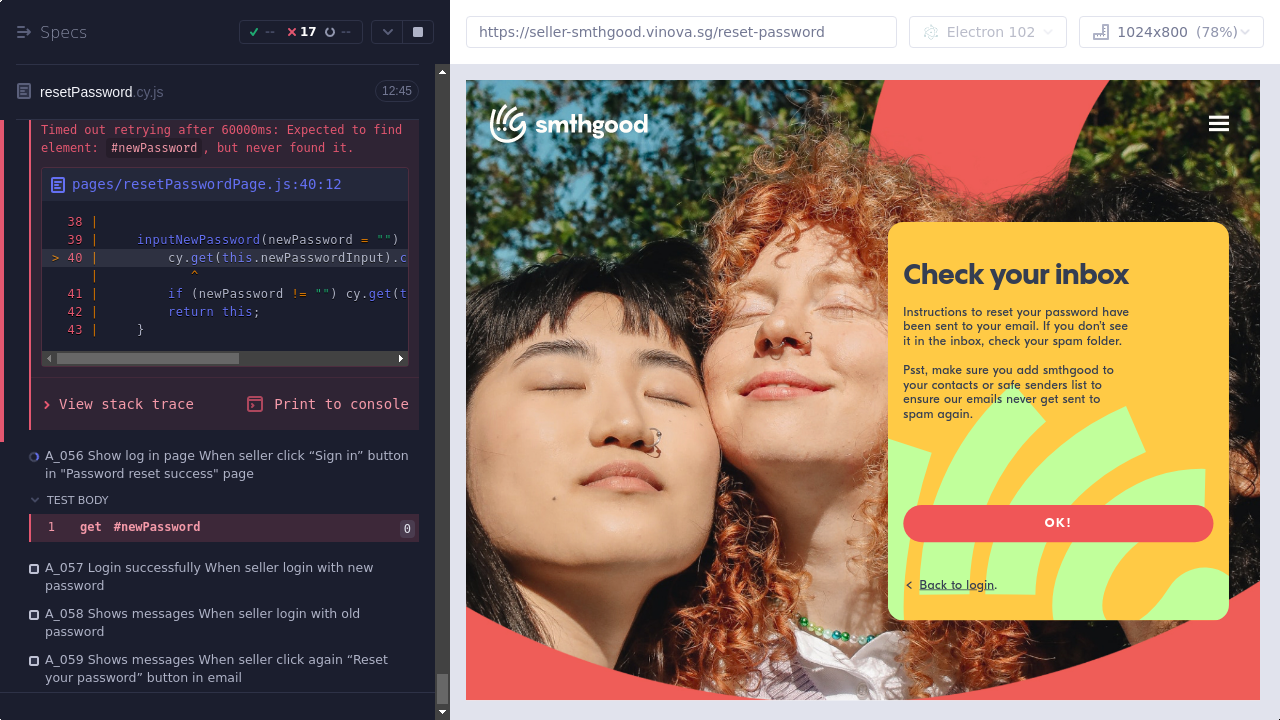 Specs
-- 17 --
https://seller-smthgood.vinova.sg/reset-password
Electron 102
1024x800 (78%)
resetPassword.cy.js
12:45
Timed out retrying after 60000ms: Expected to find
element: #newPassword, but never found it.
pages/resetPasswordPage.js:40:12
38 |
39 | inputNewPassword(newPassword = "")
> 40 | cy.get(this.newPasswordInput).c
| ^
41 | if (newPassword != "") cy.get(t
42 | return this;
43 | }
View stack trace
Print to console
A_056 Show log in page When seller click “Sign in” button
in "Password reset success" page
TEST BODY
1 get #newPassword 0
A_057 Login successfully When seller login with new
password
A_058 Shows messages When seller login with old
password
A_059 Shows messages When seller click again “Reset
your password” button in email
smthgood
Check your inbox
Instructions to reset your password have
been sent to your email. If you don't see
it in the inbox, check your spam folder.
Psst, make sure you add smthgood to
your contacts or safe senders list to
ensure our emails never get sent to
spam again.
OK!
< Back to login.